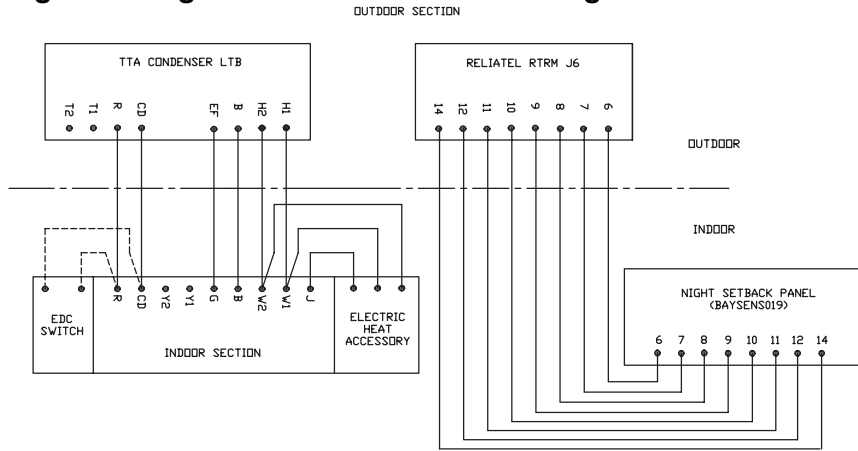 OUTDOOR SECTION
TTA CONDENSER LTB
T2 T1 R CD EF B H2 H1
RELIATEL RTRM J6
14 12 11 10 9 8 7 6
OUTDOOR
INDOOR
EDC
SWITCH
R CD Y2 Y1 G B W2 W1 J
INDOOR SECTION
ELECTRIC
HEAT
ACCESSORY
NIGHT SETBACK PANEL
(BAYSENS019)
6 7 8 9 10 11 12 14